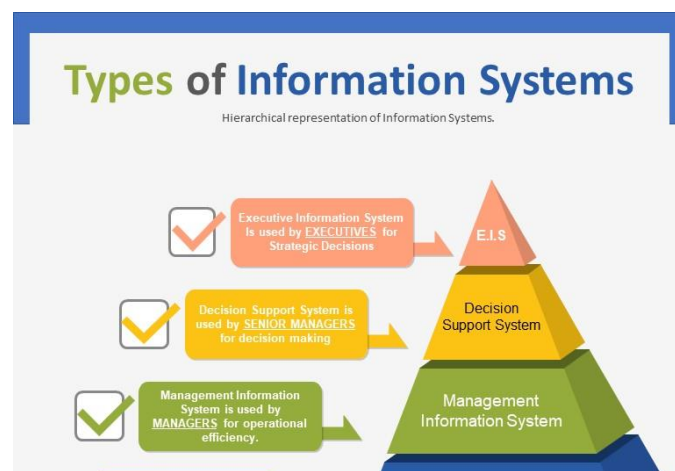 Types of Information Systems
Hierarchical representation of Information Systems.
Executive Information System
Is used by EXECUTIVES for
Strategic Decisions
E.I.S
Decision Support System is
used by SENIOR MANAGERS
for decision making
Decision
Support System
Management Information
System is used by
MANAGERS for operational
efficiency.
Management
Information System